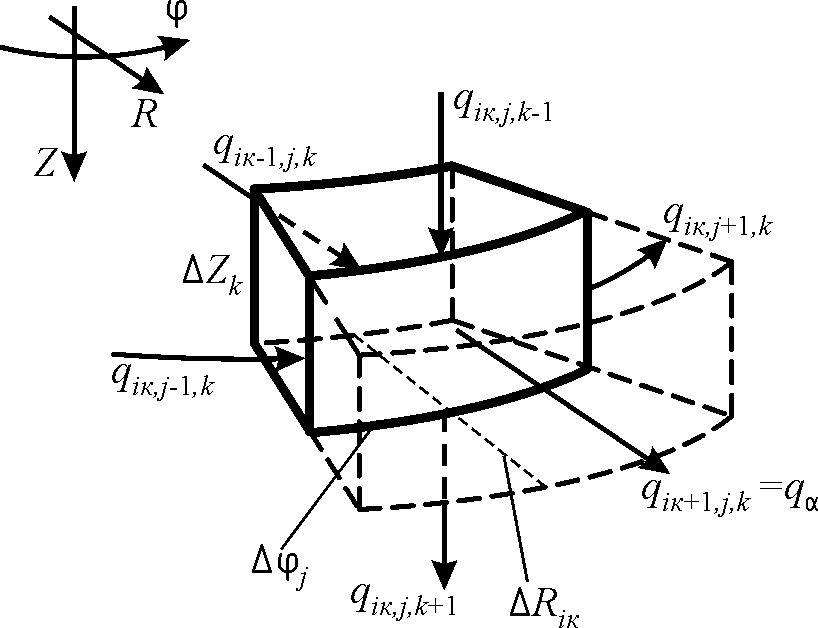 φ
R
Z
q_{iк,j,k-1}
q_{iк-1,j,k}
q_{iк,j+1,k}
ΔZ_k
q_{iк,j-1,k}
q_{iк+1,j,k} = q_α
Δφ_j
q_{iк,j,k+1}
ΔR_{iк}